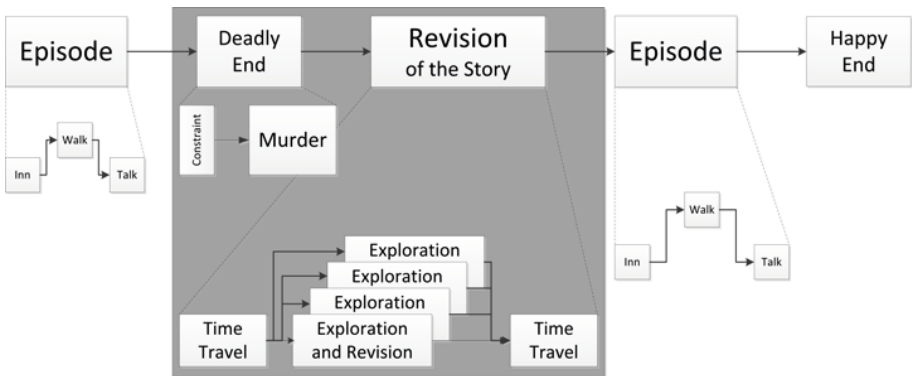 Episode
Deadly
End
Revision
of the Story
Episode
Happy
End
Constraint
Murder
Inn
Walk
Talk
Inn
Walk
Talk
Time
Travel
Exploration
Exploration
Exploration
Exploration
and Revision
Time
Travel